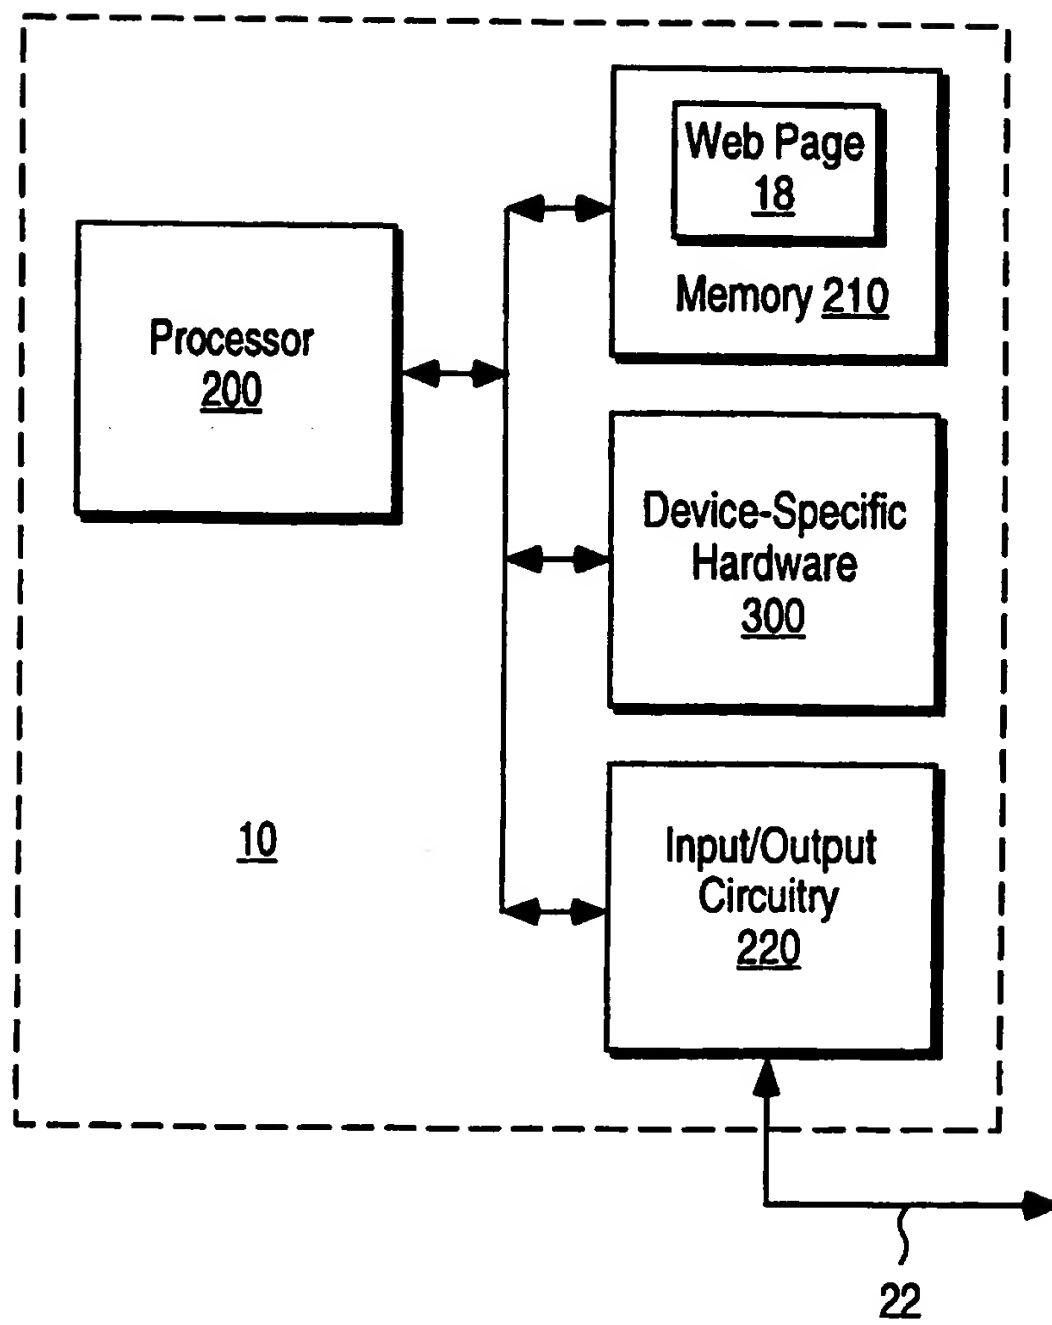 Web Page
18
Memory 210
Processor
200
Device-Specific
Hardware
300
10
Input/Output
Circuitry
220
22